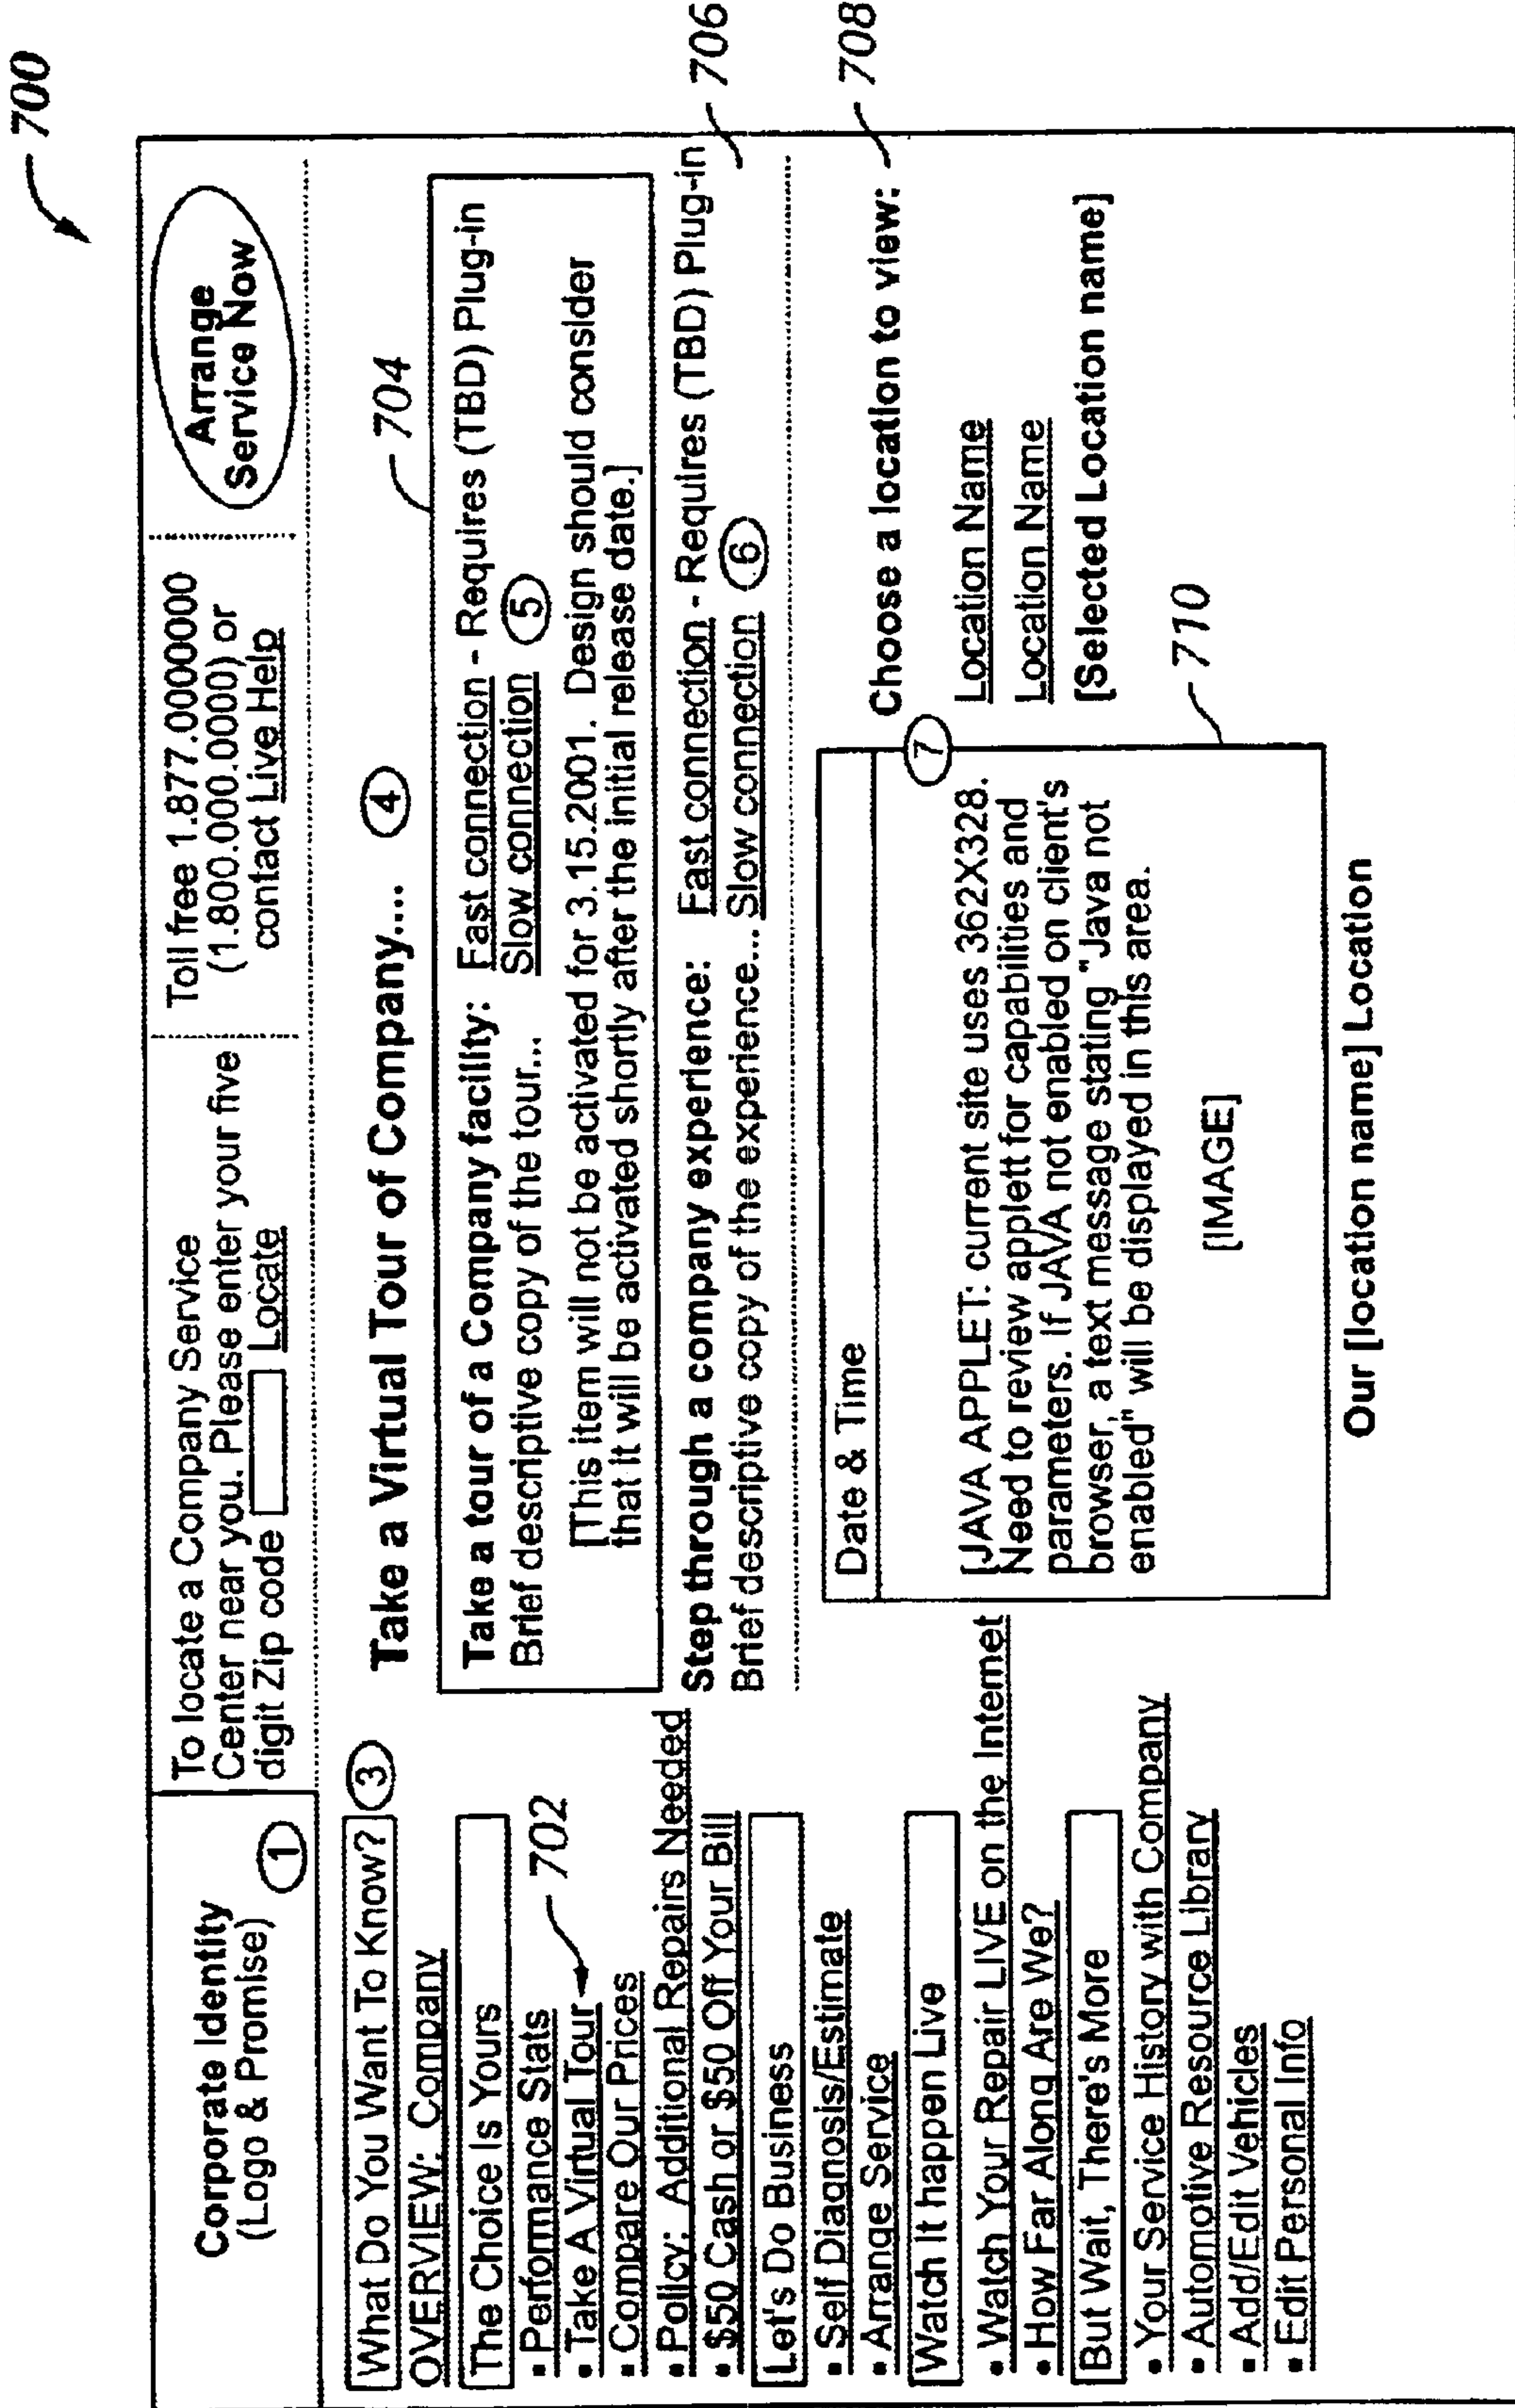 700
Corporate Identity
(Logo & Promise)
1
To locate a Company Service
Center near you. Please enter your five
digit Zip code Locate
Toll free 1.877.0000000
(1.800.000.0000) or
contact Live Help
Arrange
Service Now
What Do You Want To Know? 3
OVERVIEW: Company
The Choice Is Yours
▪ Performance Stats
▪ Take A Virtual Tour 702
▪ Compare Our Prices
▪ Policy: Additional Repairs Needed
▪ $50 Cash or $50 Off Your Bill
Let's Do Business
▪ Self Diagnosis/Estimate
▪ Arrange Service
Watch It happen Live
▪ Watch Your Repair LIVE on the Internet
▪ How Far Along Are We?
But Wait, There's More
▪ Your Service History with Company
▪ Automotive Resource Library
▪ Add/Edit Vehicles
▪ Edit Personal Info
Take a Virtual Tour of Company... 4
704
Take a tour of a Company facility: Fast connection - Requires (TBD) Plug-in
Brief descriptive copy of the tour... Slow connection 5
[This item will not be activated for 3.15.2001. Design should consider
that it will be activated shortly after the initial release date.]
Step through a company experience: Fast connection - Requires (TBD) Plug-in
Brief descriptive copy of the experience... Slow connection 6 706
Date & Time
7
[JAVA APPLET: current site uses 362X328.
Need to review applett for capabilities and
parameters. If JAVA not enabled on client's
browser, a text message stating "Java not
enabled" will be displayed in this area.
[IMAGE]
710
Our [location name] Location
Choose a location to view: 708
Location Name
Location Name
[Selected Location name]